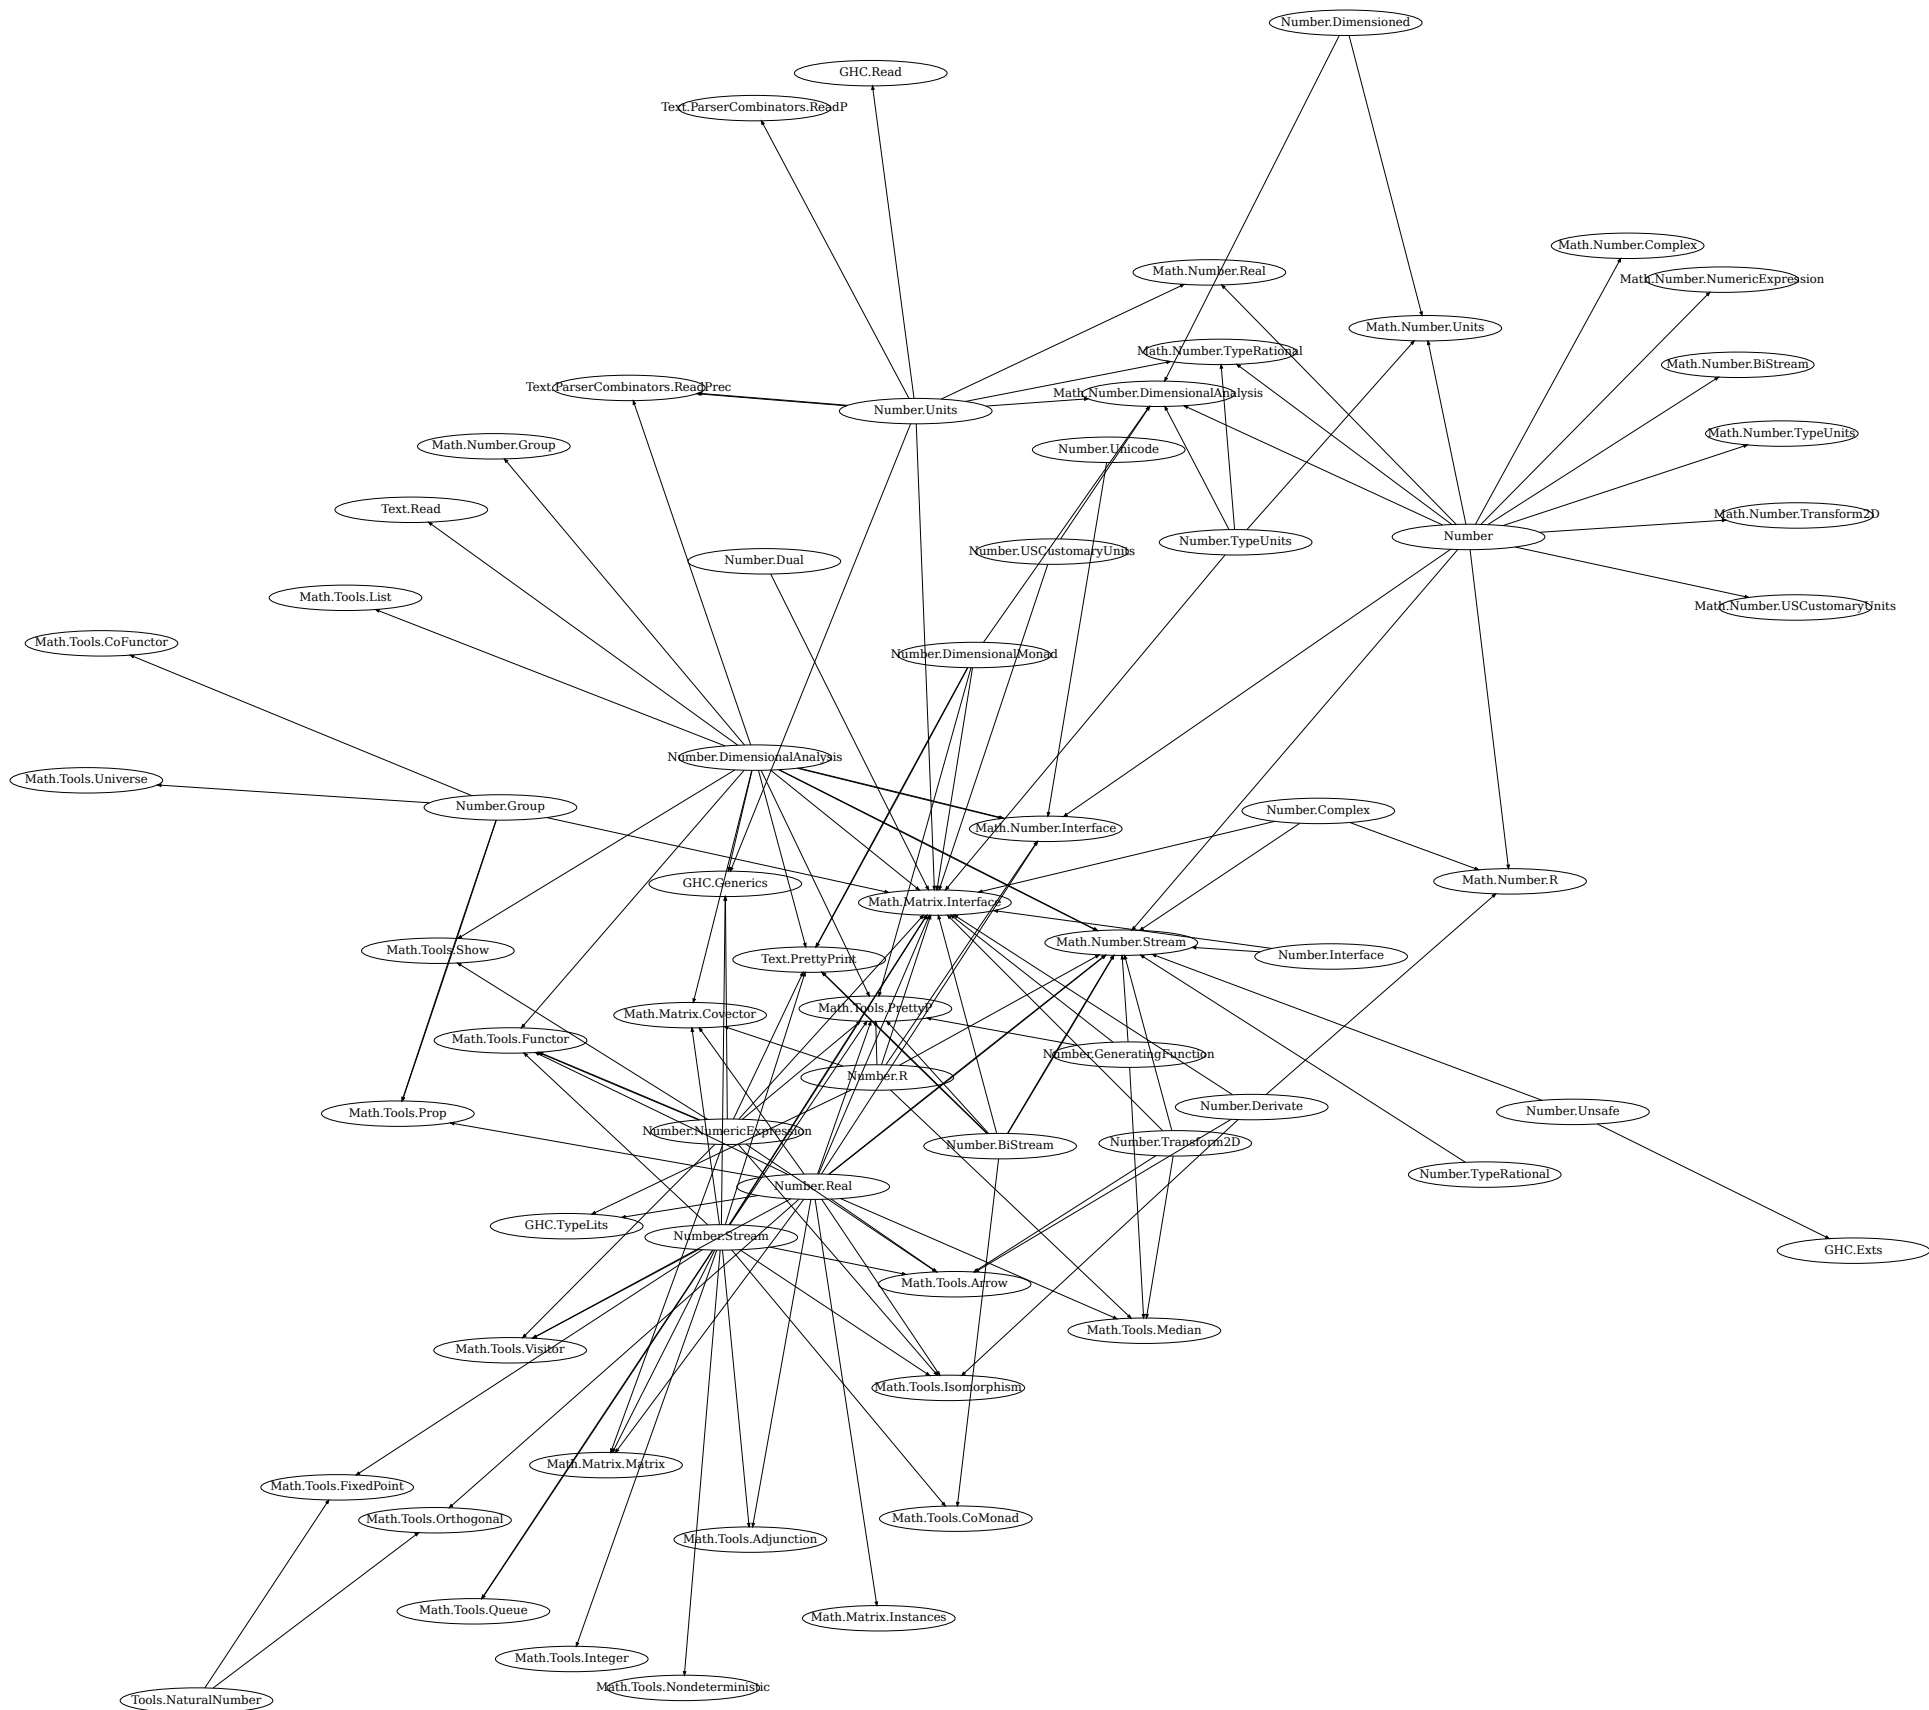 Number.Dimensioned
GHC.Read
Text.ParserCombinators.ReadP
Math.Number.Complex
Math.Number.Real
Math.Number.NumericExpression
Math.Number.Units
Math.Number.TypeRational
Math.Number.BiStream
Text.ParserCombinators.ReadPrec
Math.Number.DimensionalAnalysis
Number.Units
Math.Number.TypeUnits
Math.Number.Group
Number.Unicode
Text.Read
Math.Number.Transform2D
Number
Number.TypeUnits
Number.USCustomaryUnits
Number.Dual
Math.Tools.List
Math.Number.USCustomaryUnits
Math.Tools.CoFunctor
Number.DimensionalMonad
Number.DimensionalAnalysis
Math.Tools.Universe
Number.Group
Number.Complex
Math.Number.Interface
Math.Number.R
GHC.Generics
Math.Matrix.Interface
Math.Number.Stream
Math.Tools.Show
Number.Interface
Text.PrettyPrint
Math.Tools.PrettyP
Math.Matrix.Covector
Math.Tools.Functor
Number.GeneratingFunction
Number.R
Number.Derivate
Number.Unsafe
Math.Tools.Prop
Number.NumericExpression
Number.Transform2D
Number.BiStream
Number.TypeRational
Number.Real
GHC.TypeLits
Number.Stream
GHC.Exts
Math.Tools.Arrow
Math.Tools.Median
Math.Tools.Visitor
Math.Tools.Isomorphism
Math.Matrix.Matrix
Math.Tools.FixedPoint
Math.Tools.CoMonad
Math.Tools.Orthogonal
Math.Tools.Adjunction
Math.Tools.Queue
Math.Matrix.Instances
Math.Tools.Integer
Math.Tools.Nondeterministic
Tools.NaturalNumber